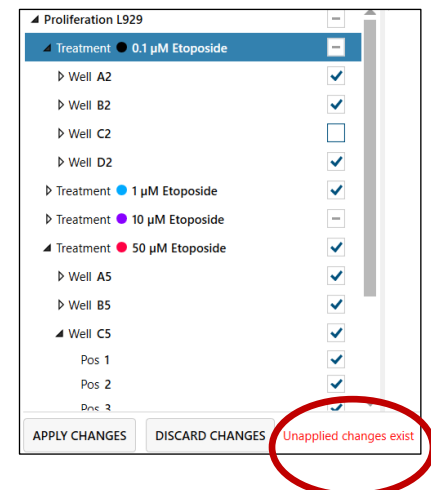 Proliferation L929
Treatment 0.1 µM Etoposide
Well A2
Well B2
Well C2
Well D2
Treatment 1 µM Etoposide
Treatment 10 µM Etoposide
Treatment 50 µM Etoposide
Well A5
Well B5
Well C5
Pos 1
Pos 2
Pos 3
APPLY CHANGES DISCARD CHANGES Unapplied changes exist